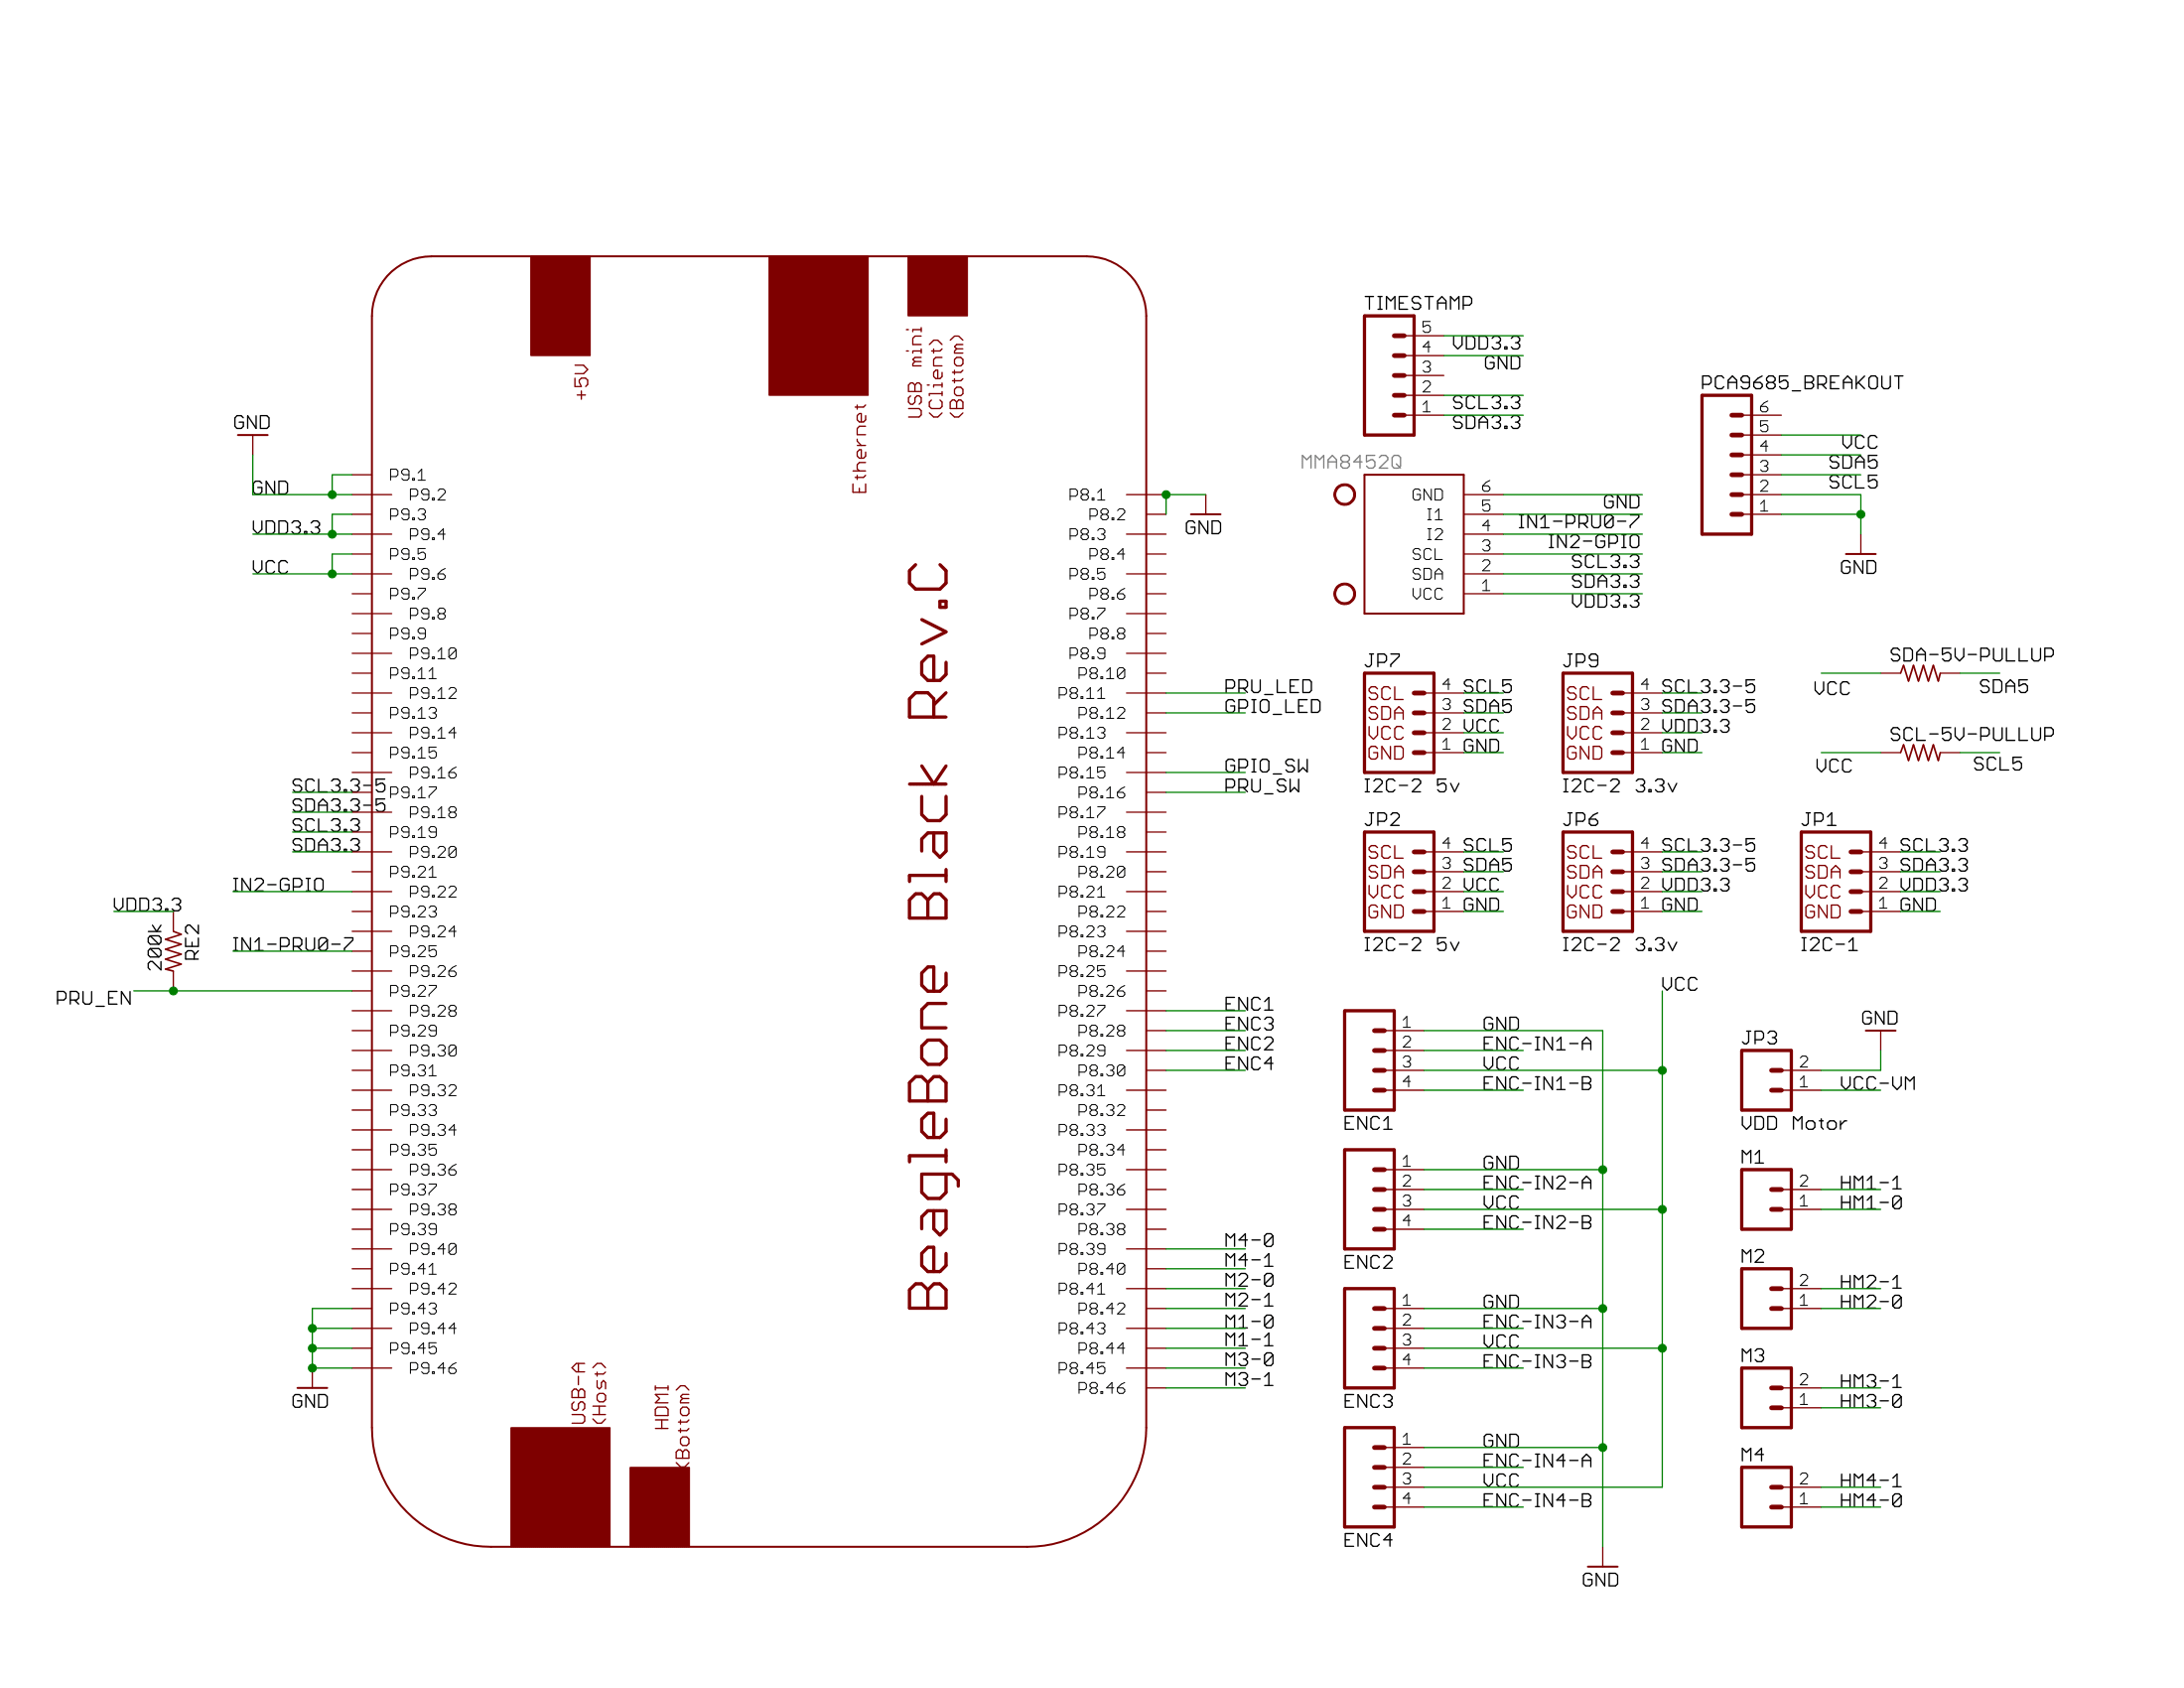 +5V
Ethernet
USB mini
(Client)
(Bottom)
GND
GND
VDD3.3
VCC
P9.1
P9.2
P9.3
P9.4
P9.5
P9.6
P9.7
P9.8
P9.9
P9.10
P9.11
P9.12
P9.13
P9.14
P9.15
P9.16
SCL3.3-5
P9.17
SDA3.3-5
P9.18
SCL3.3
P9.19
SDA3.3
P9.20
P9.21
IN2-GPIO
P9.22
VDD3.3
P9.23
200k
RE2
P9.24
IN1-PRU0-7
P9.25
P9.26
PRU_EN
P9.27
P9.28
P9.29
P9.30
P9.31
P9.32
P9.33
P9.34
P9.35
P9.36
P9.37
P9.38
P9.39
P9.40
P9.41
P9.42
P9.43
P9.44
P9.45
P9.46
GND
USB-A
(Host)
HDMI
(Bottom)
BeagleBone Black Rev.C
P8.1
P8.2
GND
P8.3
P8.4
P8.5
P8.6
P8.7
P8.8
P8.9
P8.10
P8.11 PRU_LED
P8.12 GPIO_LED
P8.13
P8.14
P8.15 GPIO_SW
P8.16 PRU_SW
P8.17
P8.18
P8.19
P8.20
P8.21
P8.22
P8.23
P8.24
P8.25
P8.26
P8.27 ENC1
P8.28 ENC3
P8.29 ENC2
P8.30 ENC4
P8.31
P8.32
P8.33
P8.34
P8.35
P8.36
P8.37
P8.38
P8.39 M4-0
P8.40 M4-1
P8.41 M2-0
P8.42 M2-1
P8.43 M1-0
P8.44 M1-1
P8.45 M3-0
P8.46 M3-1
TIMESTAMP
5 VDD3.3
4 GND
3
2 SCL3.3
1 SDA3.3
PCA9685_BREAKOUT
6
5 VCC
4 SDA5
3 SCL5
2
1
GND
MMA8452Q
GND 6 GND
I1 5 IN1-PRU0-7
I2 4 IN2-GPIO
SCL 3 SCL3.3
SDA 2 SDA3.3
VCC 1 VDD3.3
JP7
SCL 4 SCL5
SDA 3 SDA5
VCC 2 VCC
GND 1 GND
I2C-2 5v
JP9
SCL 4 SCL3.3-5
SDA 3 SDA3.3-5
VCC 2 VDD3.3
GND 1 GND
I2C-2 3.3v
SDA-5V-PULLUP
VCC SDA5
SCL-5V-PULLUP
VCC SCL5
JP2
SCL 4 SCL5
SDA 3 SDA5
VCC 2 VCC
GND 1 GND
I2C-2 5v
JP6
SCL 4 SCL3.3-5
SDA 3 SDA3.3-5
VCC 2 VDD3.3
GND 1 GND
I2C-2 3.3v
JP1
SCL 4 SCL3.3
SDA 3 SDA3.3
VCC 2 VDD3.3
GND 1 GND
I2C-1
VCC
1 GND
2 ENC-IN1-A
3 VCC
4 ENC-IN1-B
ENC1
1 GND
2 ENC-IN2-A
3 VCC
4 ENC-IN2-B
ENC2
1 GND
2 ENC-IN3-A
3 VCC
4 ENC-IN3-B
ENC3
1 GND
2 ENC-IN4-A
3 VCC
4 ENC-IN4-B
ENC4
GND
GND
JP3
2
1 VCC-VM
VDD Motor
M1
2 HM1-1
1 HM1-0
M2
2 HM2-1
1 HM2-0
M3
2 HM3-1
1 HM3-0
M4
2 HM4-1
1 HM4-0